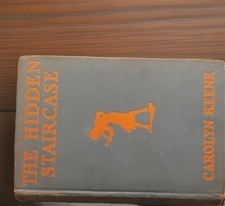 THE HIDDEN
STAIRCASE
CAROLYN KEENE